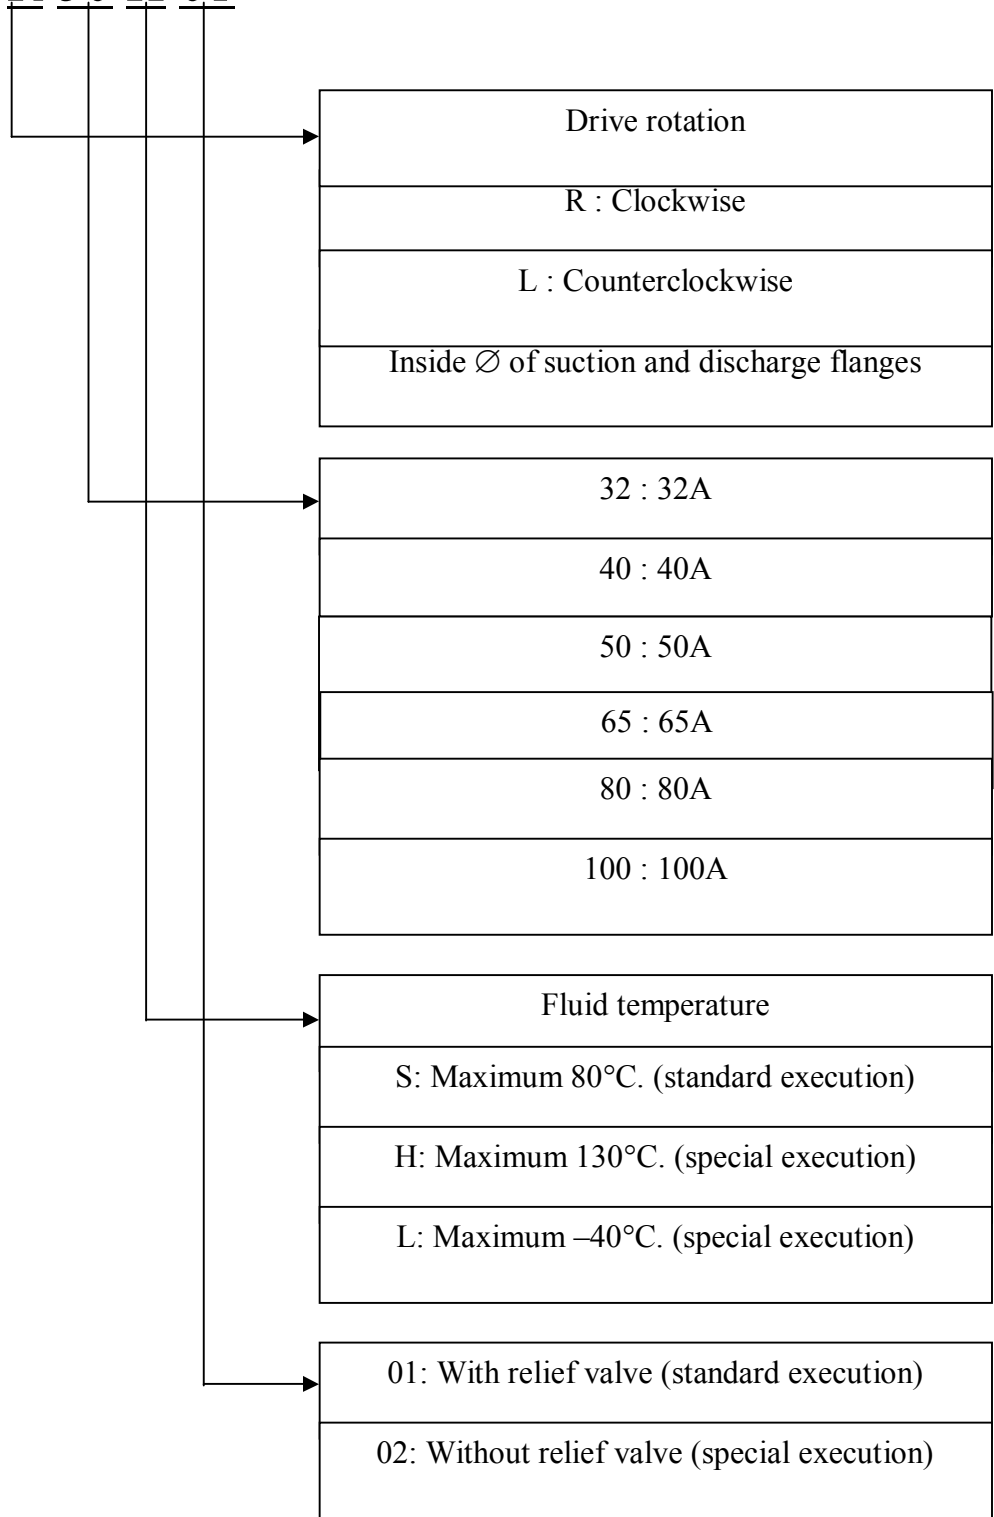 Drive rotation
R : Clockwise
L : Counterclockwise
Inside ∅ of suction and discharge flanges
32 : 32A
40 : 40A
50 : 50A
65 : 65A
80 : 80A
100 : 100A
Fluid temperature
S: Maximum 80°C. (standard execution)
H: Maximum 130°C. (special execution)
L: Maximum –40°C. (special execution)
01: With relief valve (standard execution)
02: Without relief valve (special execution)